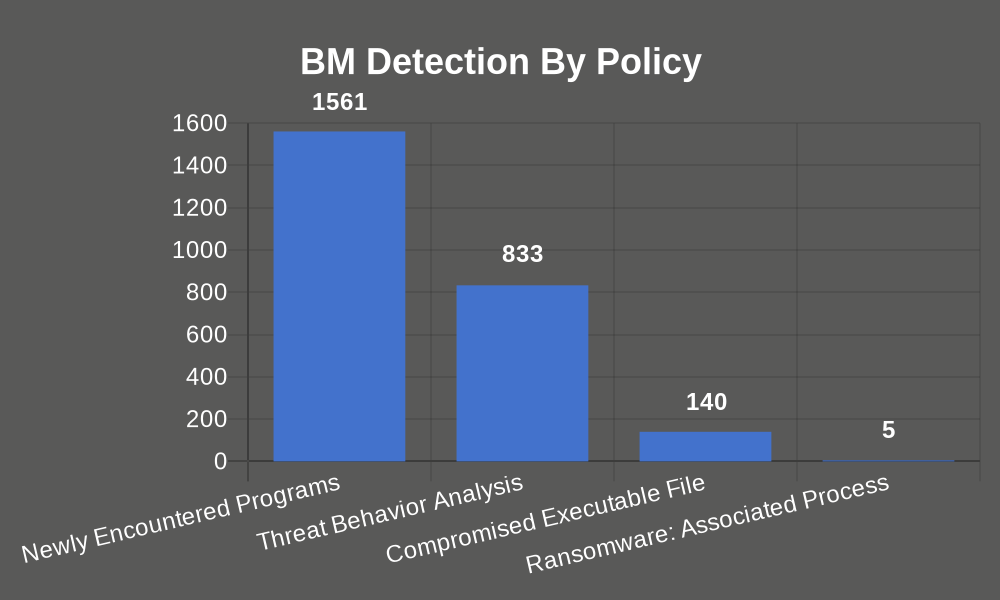 BM Detection By Policy
1561
1600
1400
1200
1000
833
800
600
400
140
200
5
0
Newly Encountered Programs
Threat Behavior Analysis
Compromised Executable File
Ransomware: Associated Process